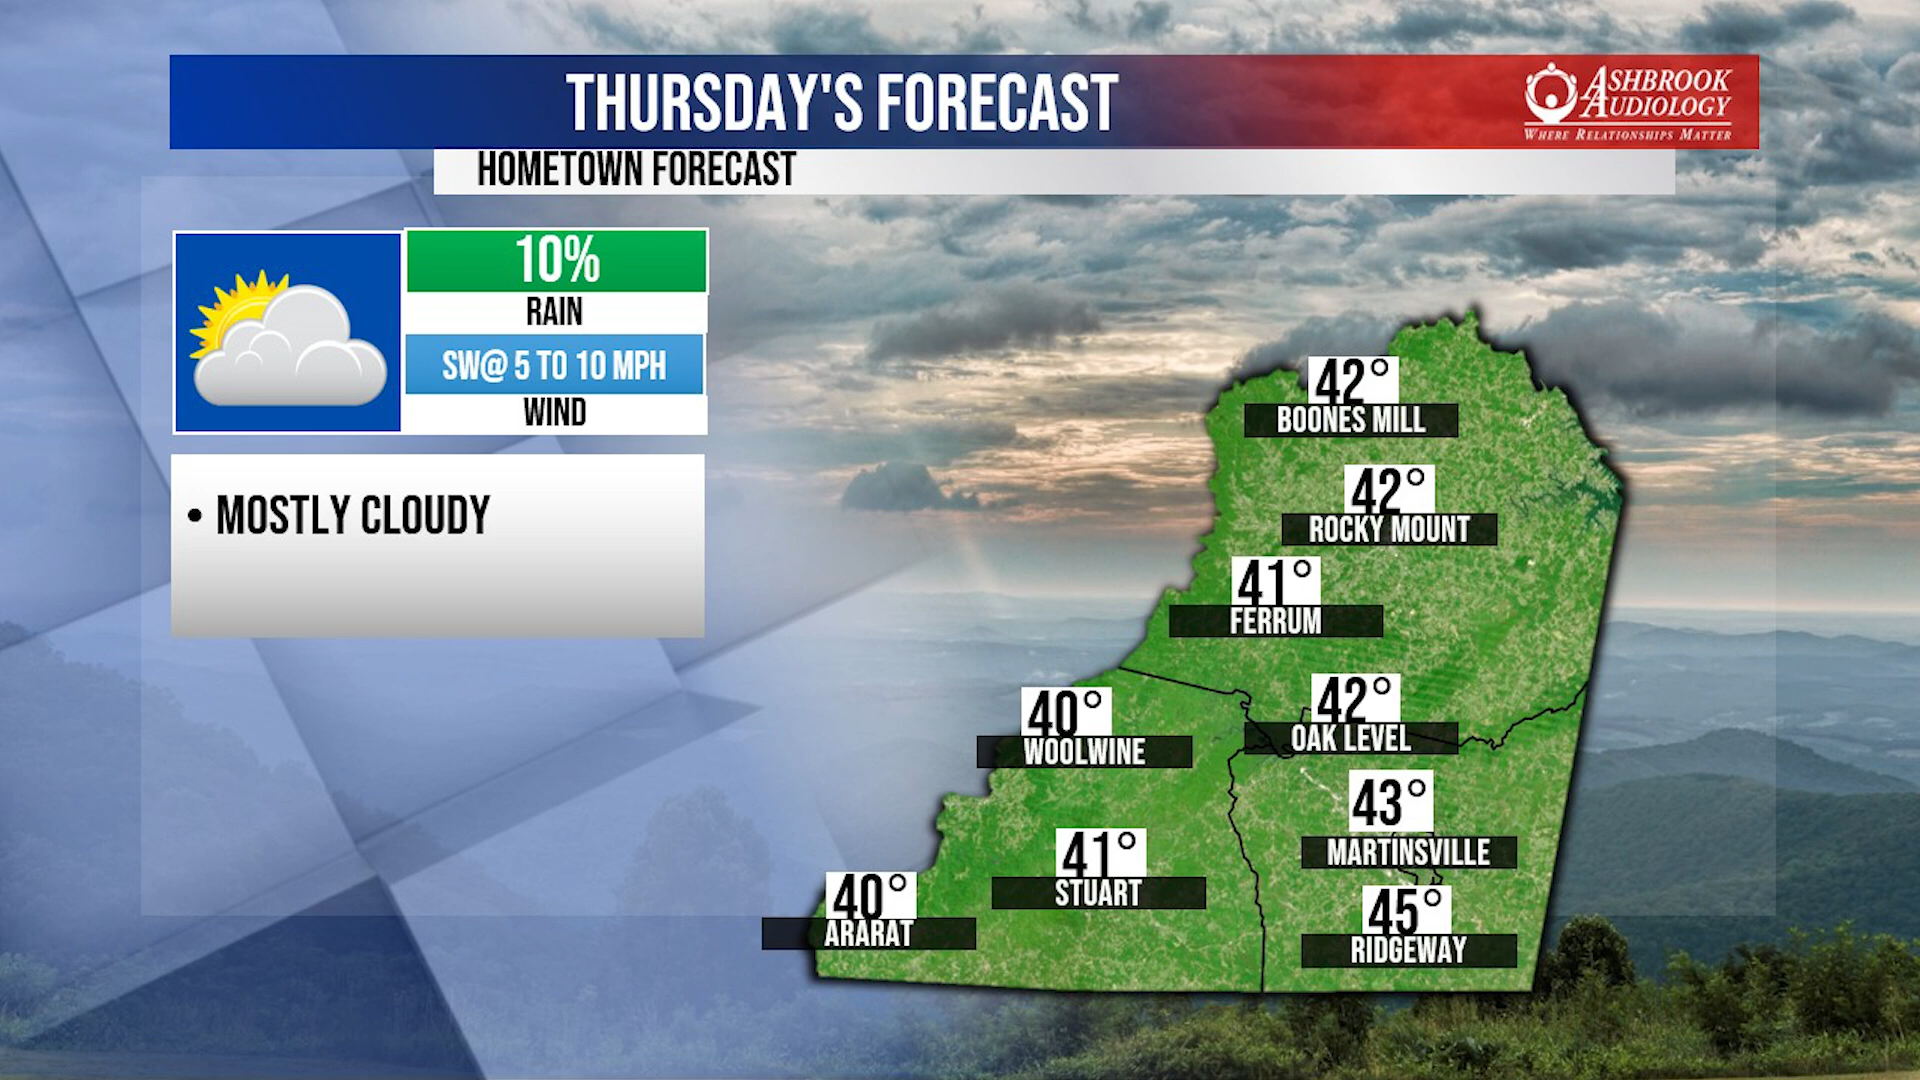 THURSDAY'S FORECAST
ASHBROOK
AUDIOLOGY
WHERE RELATIONSHIPS MATTER
HOMETOWN FORECAST
10%
RAIN
SW@ 5 TO 10 MPH
WIND
• MOSTLY CLOUDY
42°
BOONES MILL
42°
ROCKY MOUNT
41°
FERRUM
40°
WOOLWINE
42°
OAK LEVEL
43°
MARTINSVILLE
41°
STUART
40°
ARARAT
45°
RIDGEWAY